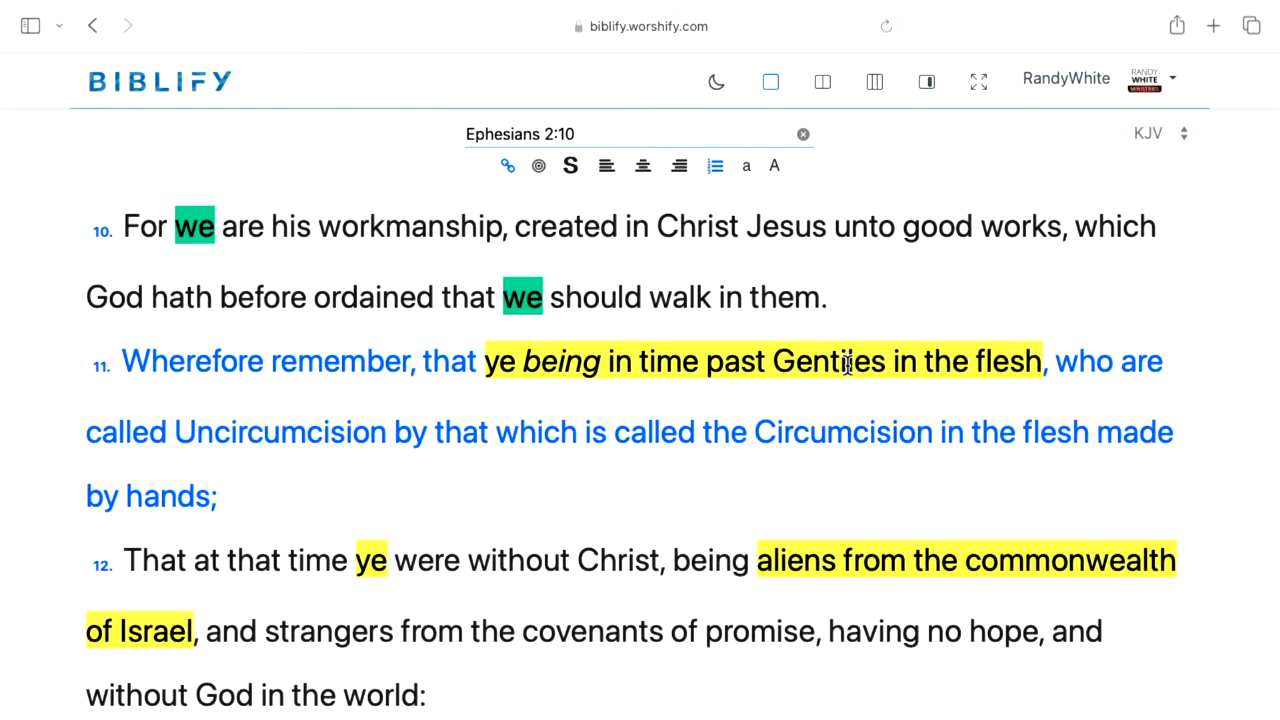 biblify.worshify.com
BIBLIFY
RandyWhite
RANDY
WHITE
MINISTRIES
Ephesians 2:10
KJV
S
a
A
10. For we are his workmanship, created in Christ Jesus unto good works, which
God hath before ordained that we should walk in them.
11. Wherefore remember, that ye being in time past Gentiles in the flesh, who are
called Uncircumcision by that which is called the Circumcision in the flesh made
by hands;
12. That at that time ye were without Christ, being aliens from the commonwealth
of Israel, and strangers from the covenants of promise, having no hope, and
without God in the world: